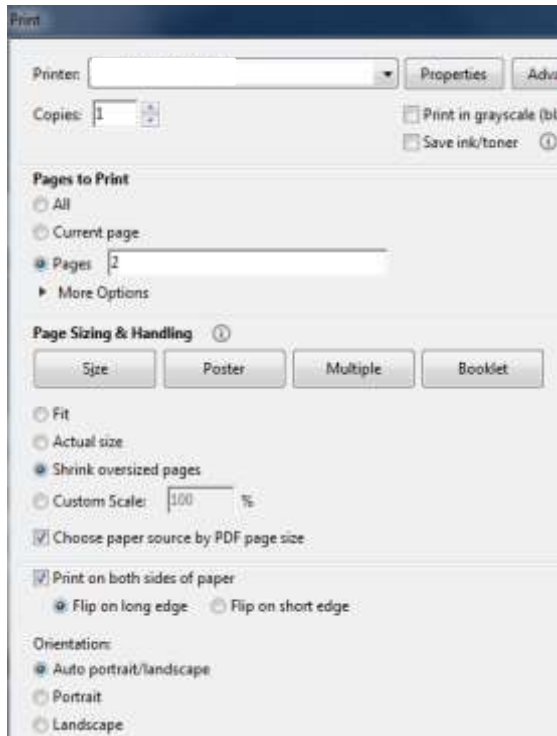 Print
Printer: Properties
Copies: 1 Print in grayscale
Save ink/toner
Pages to Print
All
Current page
Pages 2
More Options
Page Sizing & Handling
Size Poster Multiple Booklet
Fit
Actual size
Shrink oversized pages
Custom Scale: 100 %
Choose paper source by PDF page size
Print on both sides of paper
Flip on long edge Flip on short edge
Orientation:
Auto portrait/landscape
Portrait
Landscape